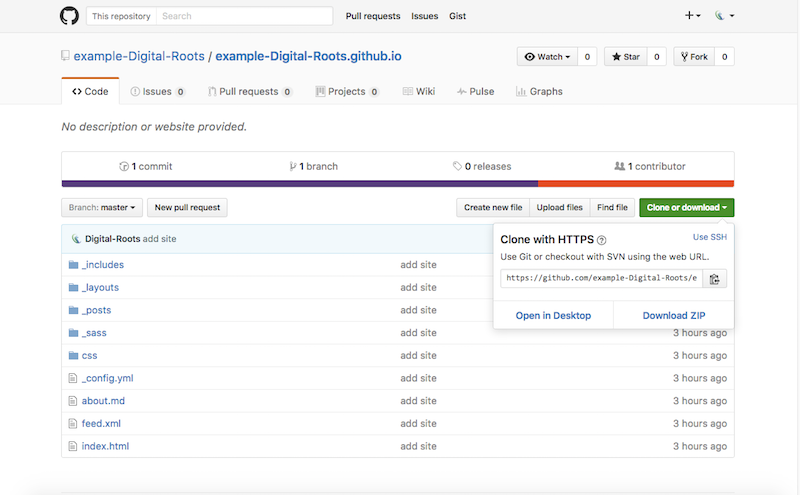 This repository Search Pull requests Issues Gist
example-Digital-Roots / example-Digital-Roots.github.io Watch 0 Star 0 Fork 0
Code Issues 0 Pull requests 0 Projects 0 Wiki Pulse Graphs
No description or website provided.
1 commit 1 branch 0 releases 1 contributor
Branch: master New pull request Create new file Upload files Find file Clone or download
Digital-Roots add site
Clone with HTTPS ? Use SSH
Use Git or checkout with SVN using the web URL.
https://github.com/example-Digital-Roots/e
Open in Desktop Download ZIP
_includes add site
_layouts add site
_posts add site
_sass add site 3 hours ago
css add site 3 hours ago
_config.yml add site 3 hours ago
about.md add site 3 hours ago
feed.xml add site 3 hours ago
index.html add site 3 hours ago